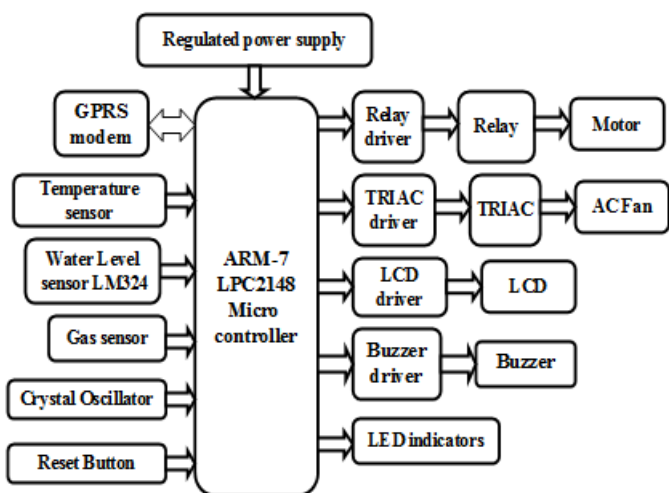 Regulated power supply
GPRS
modem
Temperature
sensor
Water Level
sensor LM324
Gas sensor
Crystal Oscillator
Reset Button
ARM-7
LPC2148
Micro
controller
Relay
driver
Relay
Motor
TRIAC
driver
TRIAC
AC Fan
LCD
driver
LCD
Buzzer
driver
Buzzer
LED indicators